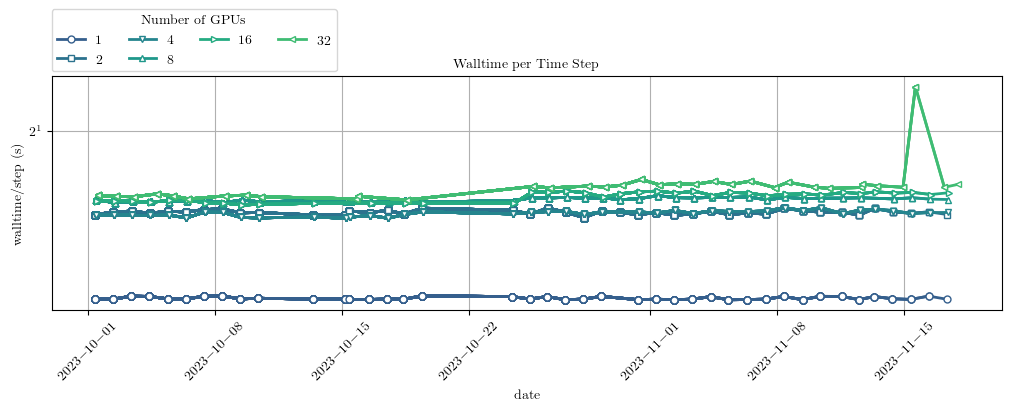 Number of GPUs
1 4 16 32
2 8
Walltime per Time Step
2^1
walltime/step (s)
2023−10−01
2023−10−08
2023−10−15
2023−10−22
2023−11−01
2023−11−08
2023−11−15
date